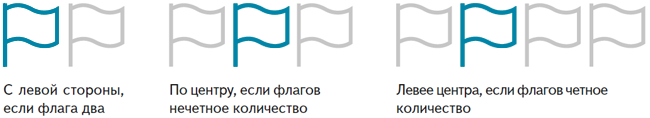 С левой стороны,
если флага два
По центру, если флагов
нечетное количество
Левее центра, если флагов четное
количество